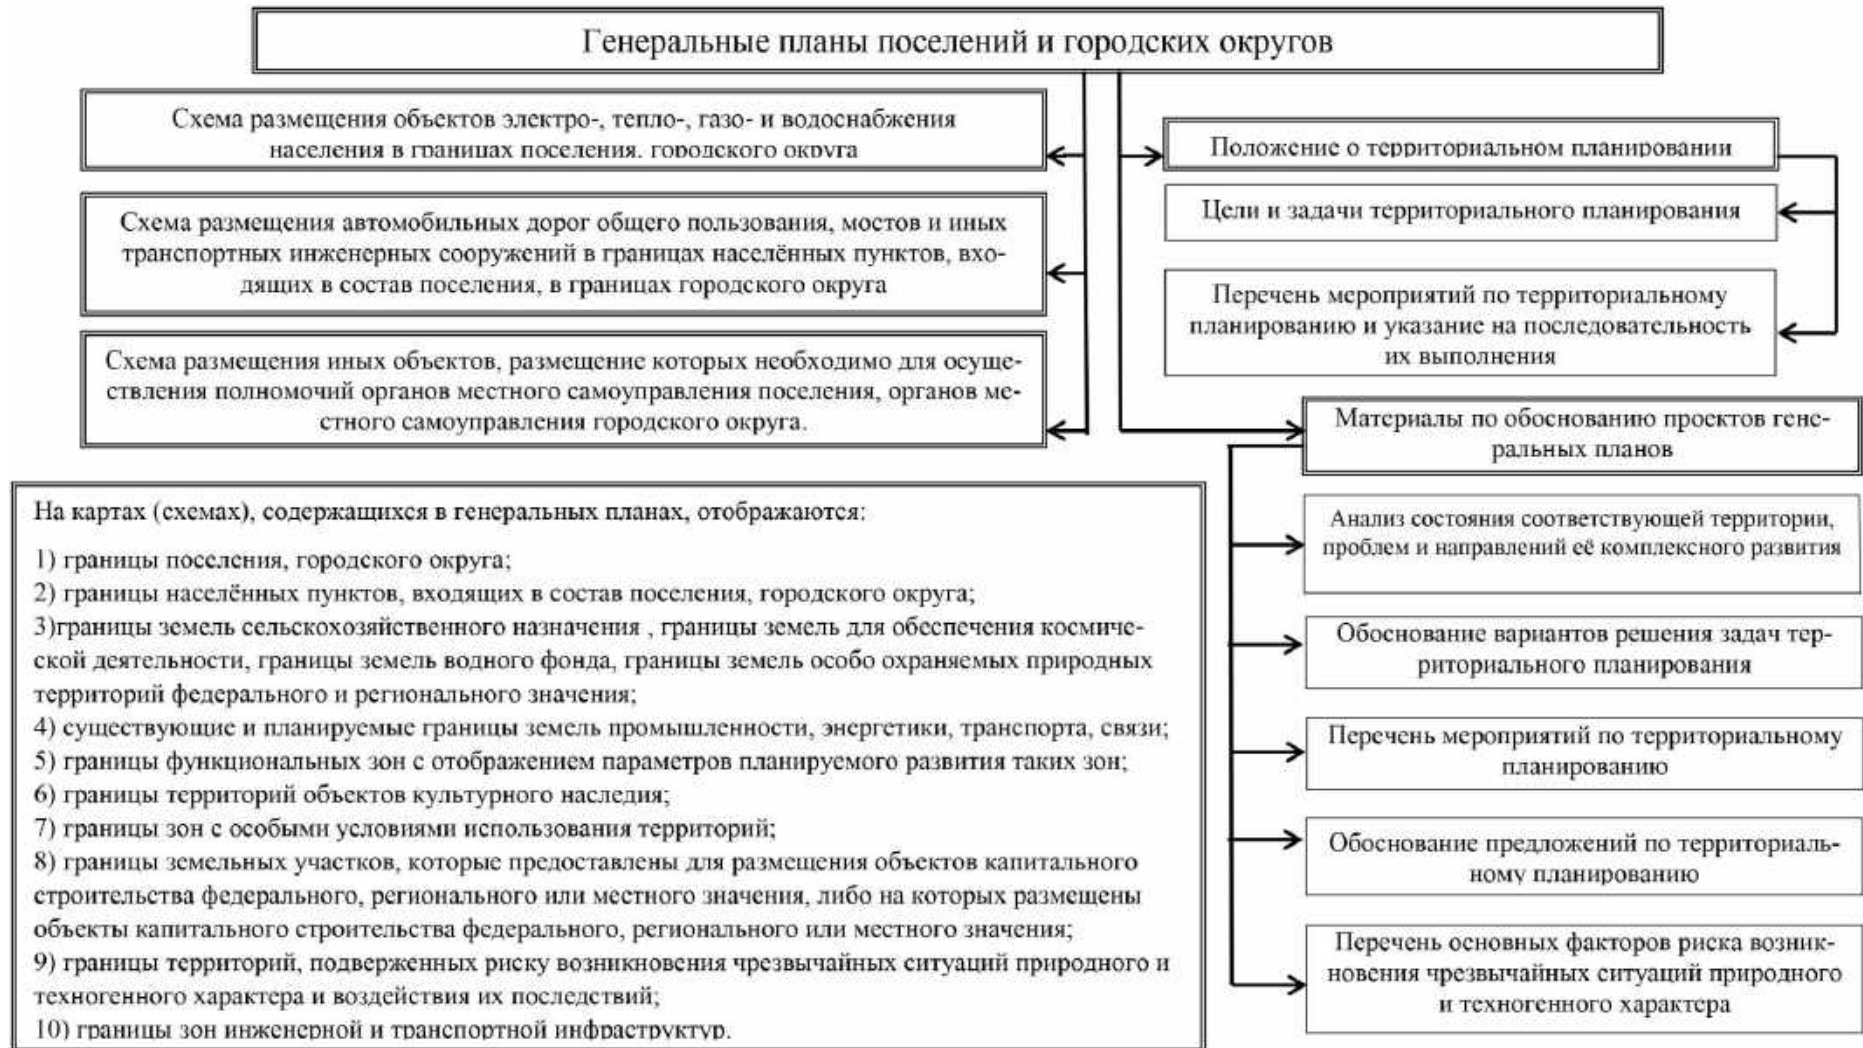 Генеральные планы поселений и городских округов
Схема размещения объектов электро-, тепло-, газо- и водоснабжения
населения в границах поселения, городского округа
Схема размещения автомобильных дорог общего пользования, мостов и иных
транспортных инженерных сооружений в границах населённых пунктов, вхо-
дящих в состав поселения, в границах городского округа
Схема размещения иных объектов, размещение которых необходимо для осуще-
ствления полномочий органов местного самоуправления поселения, органов ме-
стного самоуправления городского округа.
Положение о территориальном планировании
Цели и задачи территориального планирования
Перечень мероприятий по территориальному
планированию и указание на последовательность
их выполнения
Материалы по обоснованию проектов гене-
ральных планов
Анализ состояния соответствующей территории,
проблем и направлений её комплексного развития
Обоснование вариантов решения задач тер-
риториального планирования
Перечень мероприятий по территориальному
планированию
Обоснование предложений по территориаль-
ному планированию
Перечень основных факторов риска возник-
новения чрезвычайных ситуаций природного
и техногенного характера
На картах (схемах), содержащихся в генеральных планах, отображаются:
1) границы поселения, городского округа;
2) границы населённых пунктов, входящих в состав поселения, городского округа;
3)границы земель сельскохозяйственного назначения , границы земель для обеспечения космиче-
ской деятельности, границы земель водного фонда, границы земель особо охраняемых природных
территорий федерального и регионального значения;
4) существующие и планируемые границы земель промышленности, энергетики, транспорта, связи;
5) границы функциональных зон с отображением параметров планируемого развития таких зон;
6) границы территорий объектов культурного наследия;
7) границы зон с особыми условиями использования территорий;
8) границы земельных участков, которые предоставлены для размещения объектов капитального
строительства федерального, регионального или местного значения, либо на которых размещены
объекты капитального строительства федерального, регионального или местного значения;
9) границы территорий, подверженных риску возникновения чрезвычайных ситуаций природного и
техногенного характера и воздействия их последствий;
10) границы зон инженерной и транспортной инфраструктур.